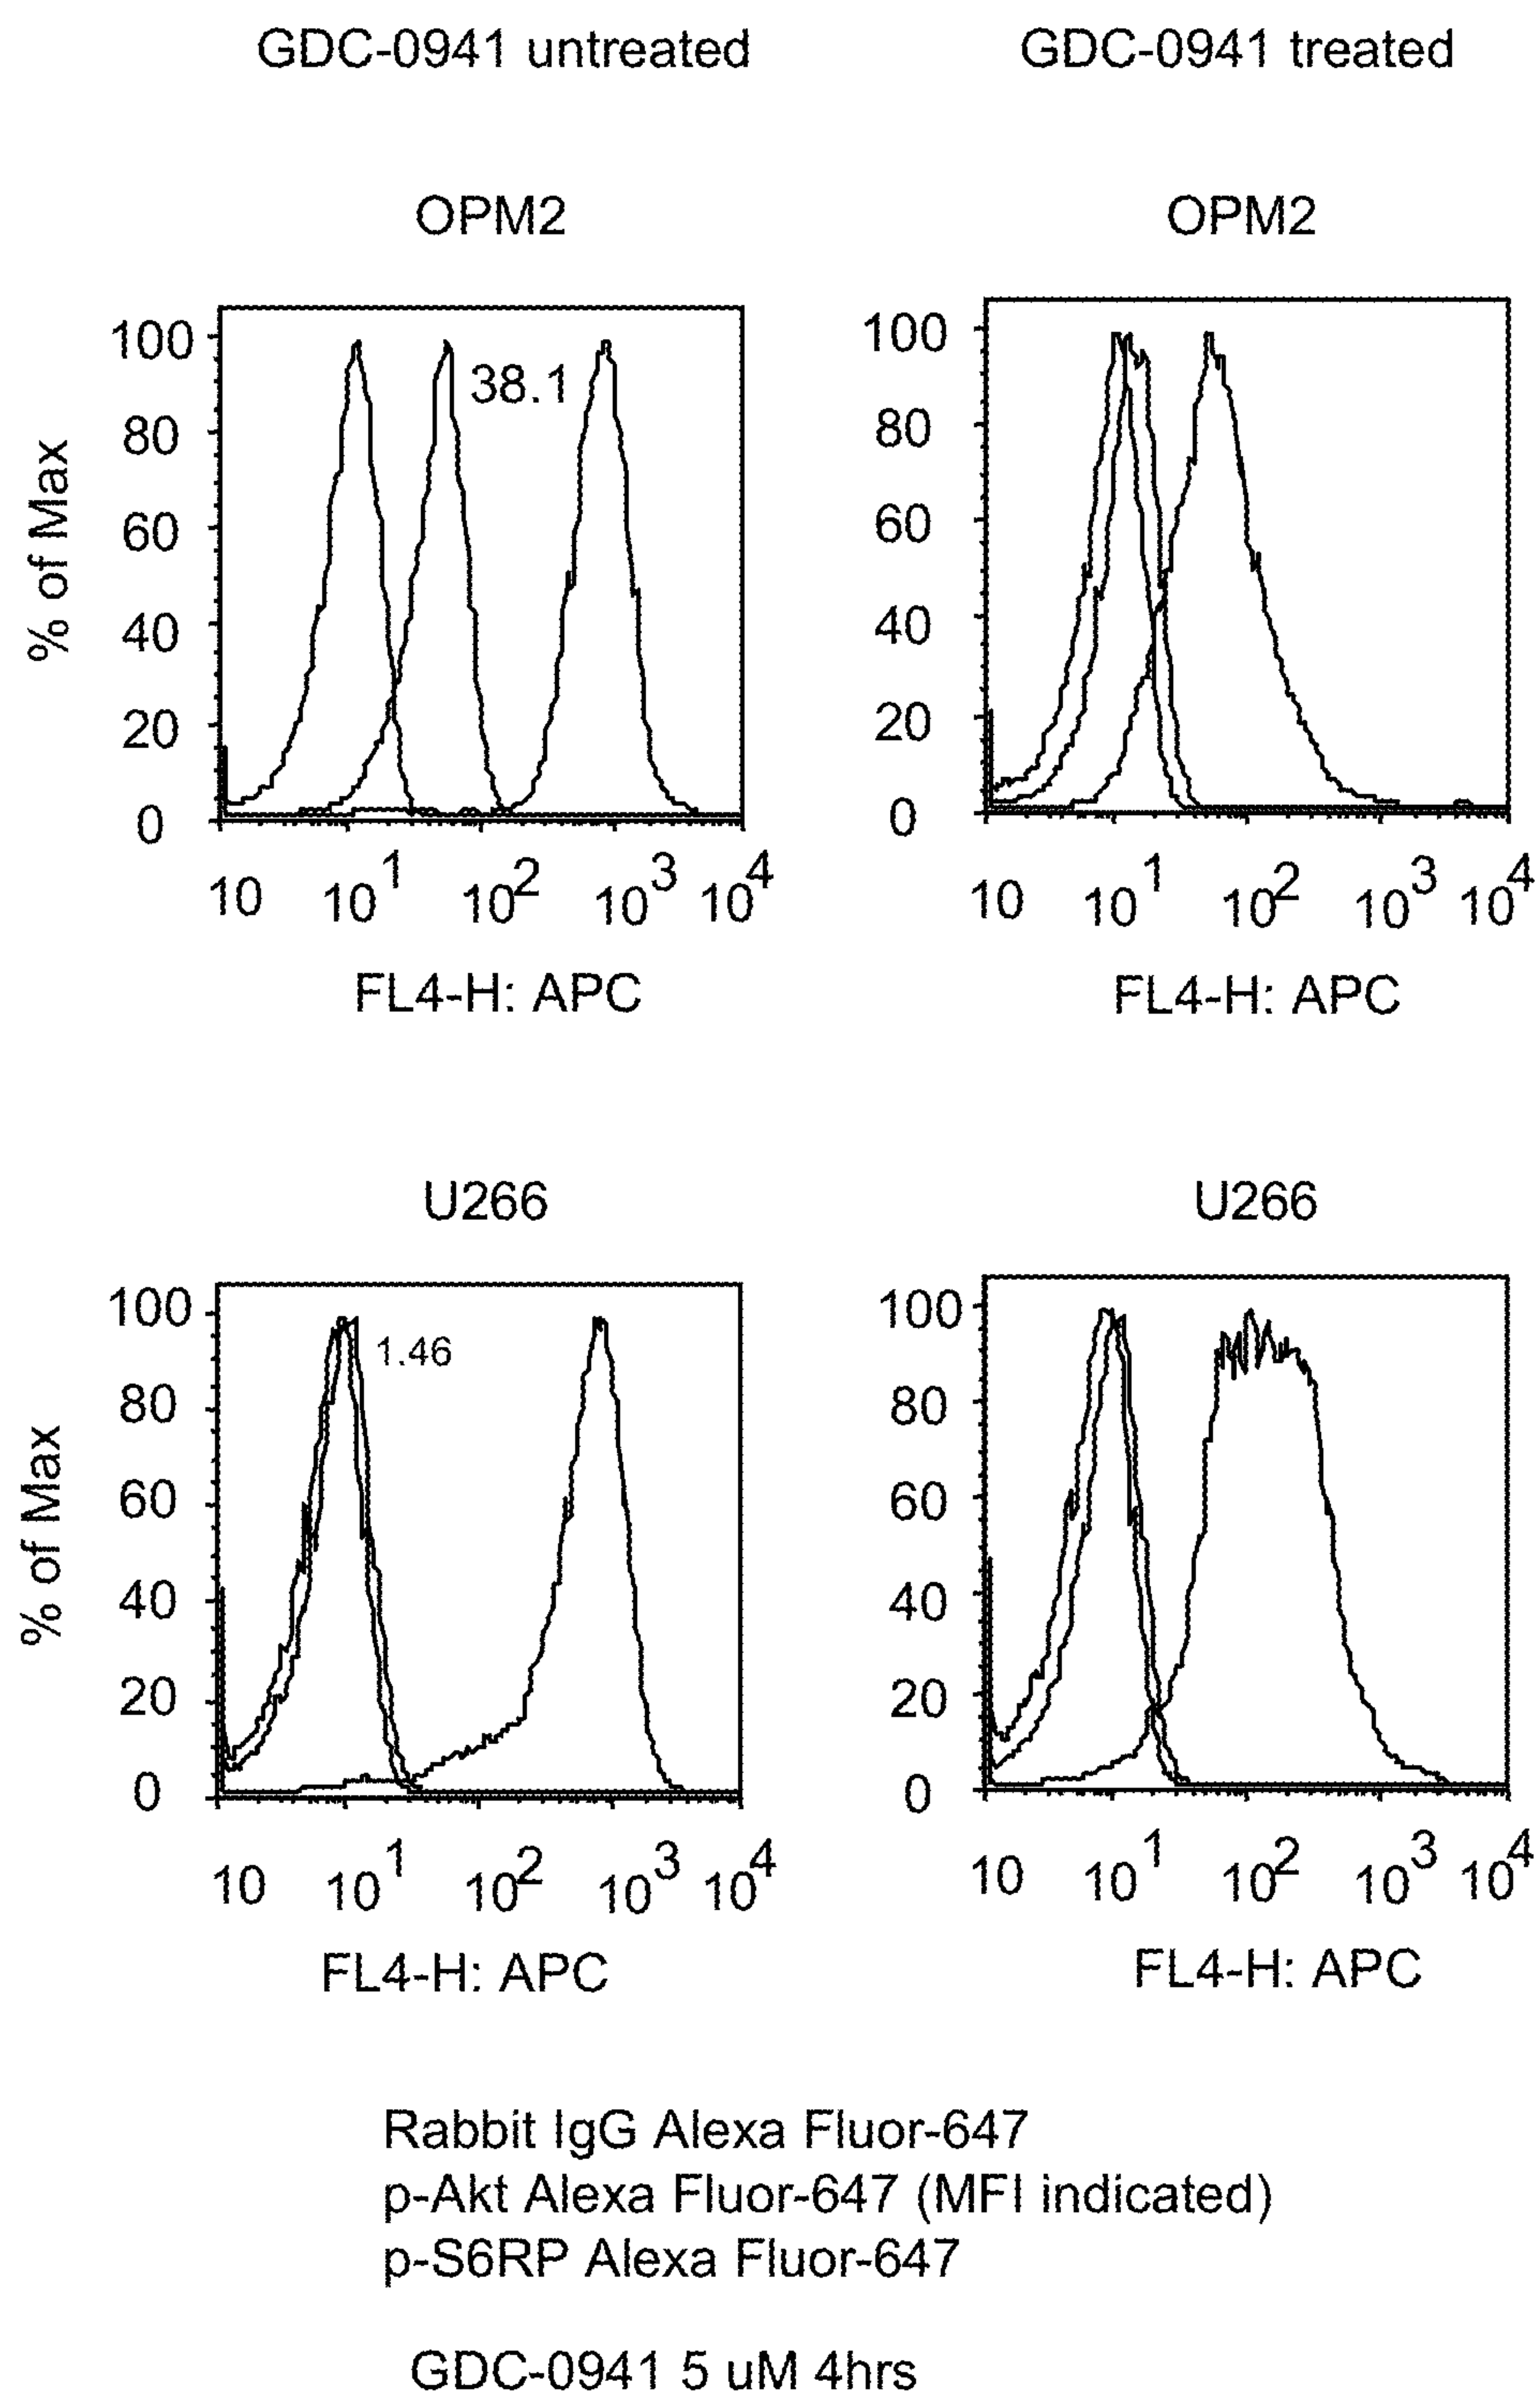 GDC-0941 untreated GDC-0941 treated
OPM2 OPM2
% of Max
100
80
60
40
20
0
38.1
10 10^1 10^2 10^3 10^4
FL4-H: APC
100
80
60
40
20
0
10 10^1 10^2 10^3 10^4
FL4-H: APC
U266 U266
% of Max
100
80
60
40
20
0
1.46
10 10^1 10^2 10^3 10^4
FL4-H: APC
100
80
60
40
20
0
10 10^1 10^2 10^3 10^4
FL4-H: APC
Rabbit IgG Alexa Fluor-647
p-Akt Alexa Fluor-647 (MFI indicated)
p-S6RP Alexa Fluor-647
GDC-0941 5 uM 4hrs